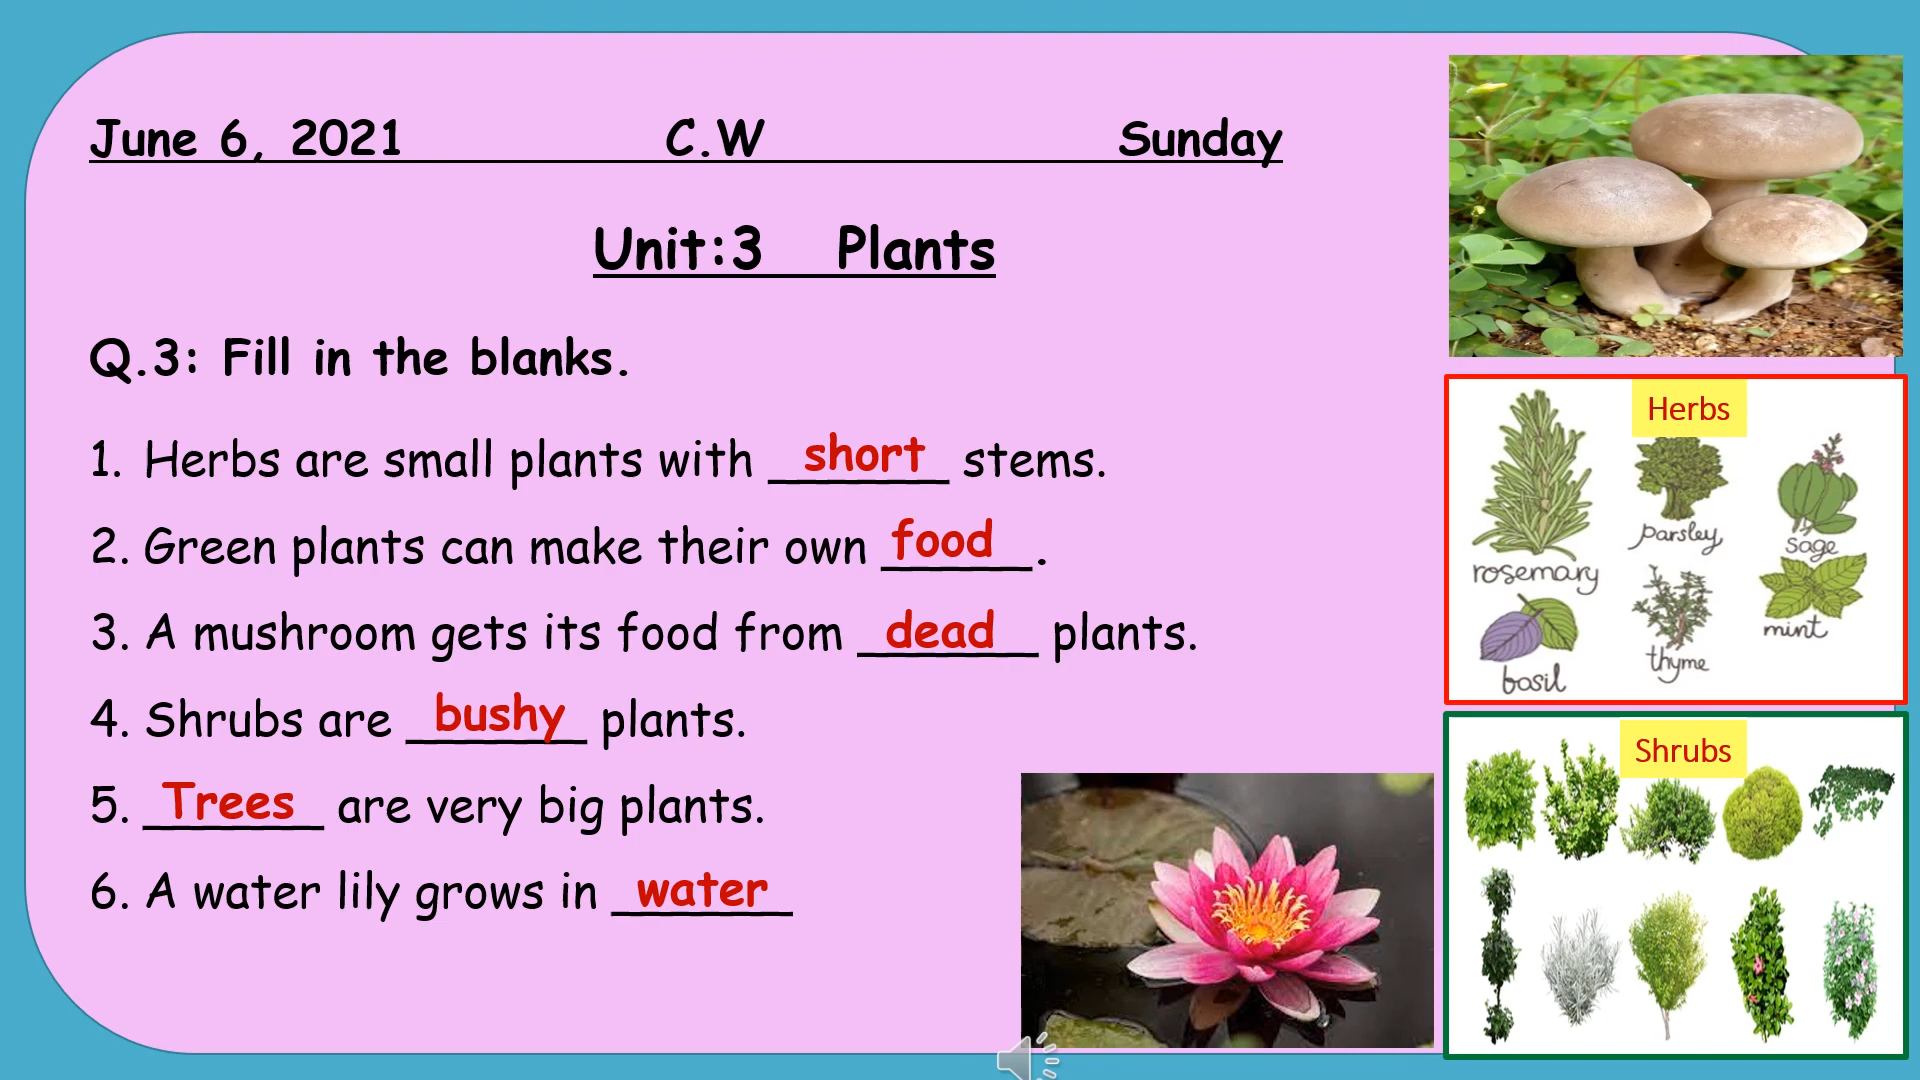 June 6, 2021 C.W Sunday
Unit:3 Plants
Q.3: Fill in the blanks.
1. Herbs are small plants with short stems.
2. Green plants can make their own food.
3. A mushroom gets its food from dead plants.
4. Shrubs are bushy plants.
5. Trees are very big plants.
6. A water lily grows in water
Herbs
rosemary
parsley
sage
basil
thyme
mint
Shrubs